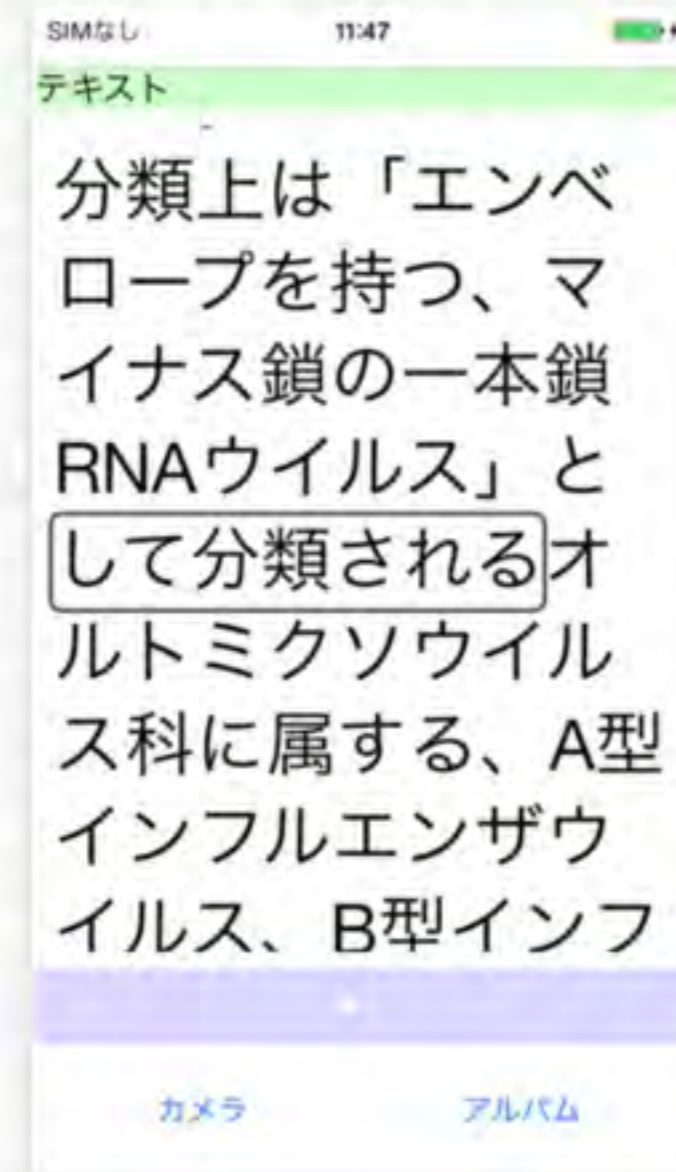 SIMなし 11:47
テキスト
分類上は「エンベ
ロープを持つ、マ
イナス鎖の一本鎖
RNAウイルス」と
して分類されるオ
ルトミクソウイル
ス科に属する、A型
インフルエンザウ
イルス、B型インフ
カメラ アルバム